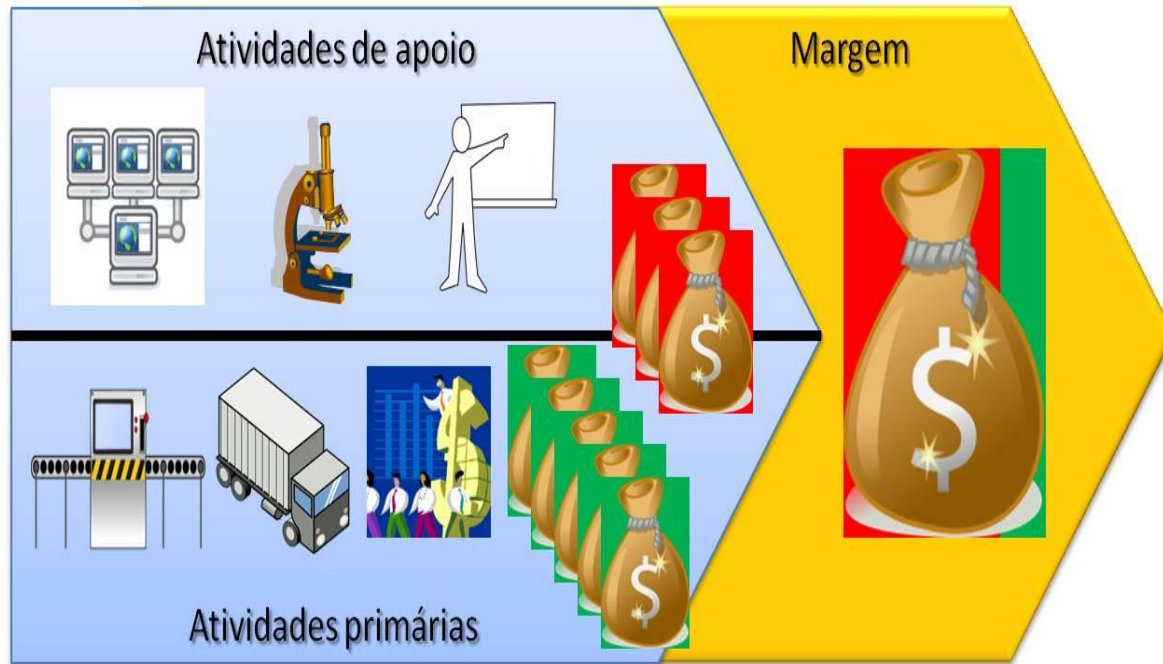 Atividades de apoio
Margem
$
$
$
Atividades primárias